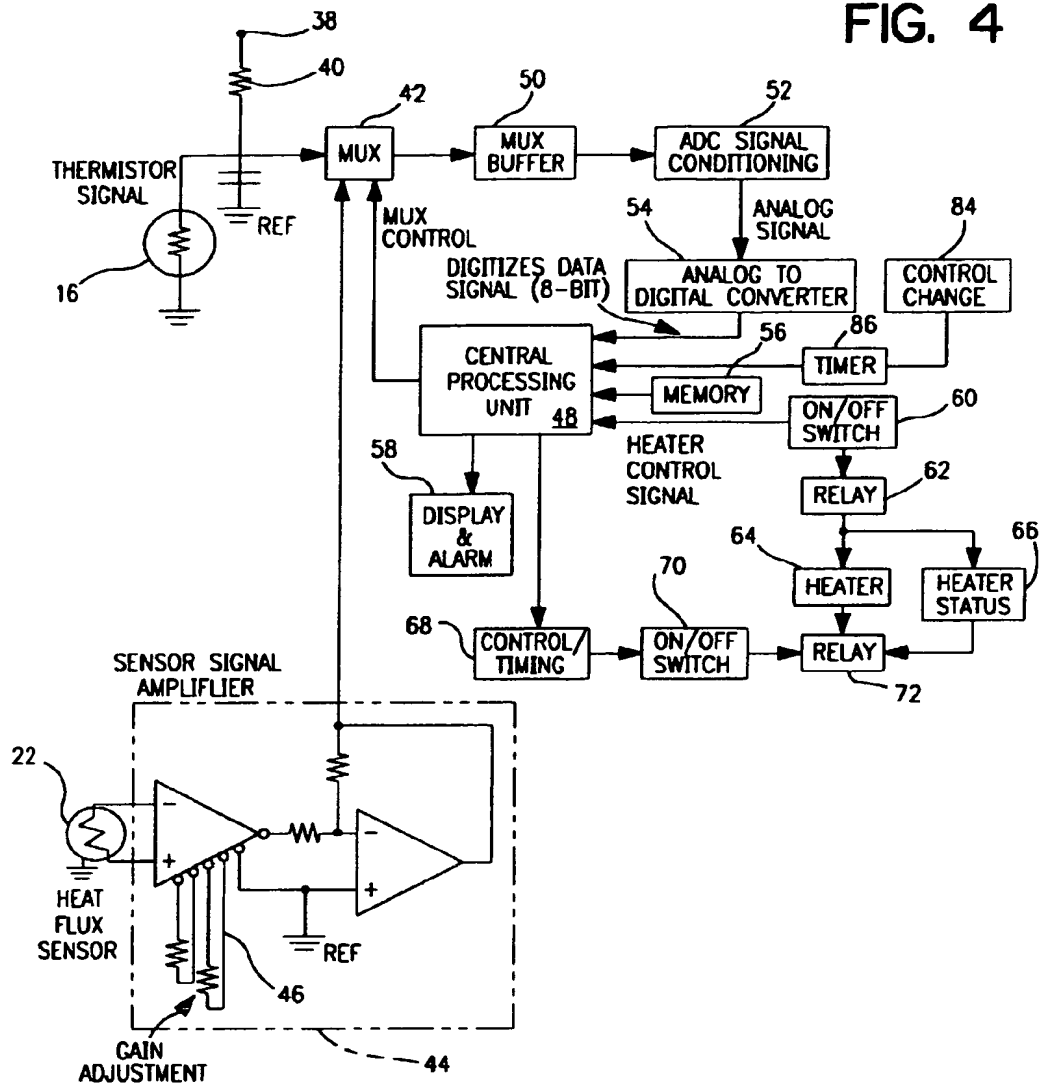 FIG. 4
38
40
42
50
52
MUX
MUX
BUFFER
ADC SIGNAL
CONDITIONING
THERMISTOR
SIGNAL
REF
MUX
CONTROL
ANALOG
SIGNAL
54
84
16
DIGITIZES DATA
SIGNAL (8-BIT)
ANALOG TO
DIGITAL CONVERTER
CONTROL
CHANGE
86
56
CENTRAL
PROCESSING
UNIT
48
TIMER
MEMORY
ON/OFF
SWITCH
60
HEATER
CONTROL
SIGNAL
58
DISPLAY
&
ALARM
RELAY
62
64
66
HEATER
HEATER
STATUS
70
68
CONTROL/
TIMING
ON/OFF
SWITCH
RELAY
72
SENSOR SIGNAL
AMPLIFLIER
22
-
+
-
+
HEAT
FLUX
SENSOR
REF
46
GAIN
ADJUSTMENT
44